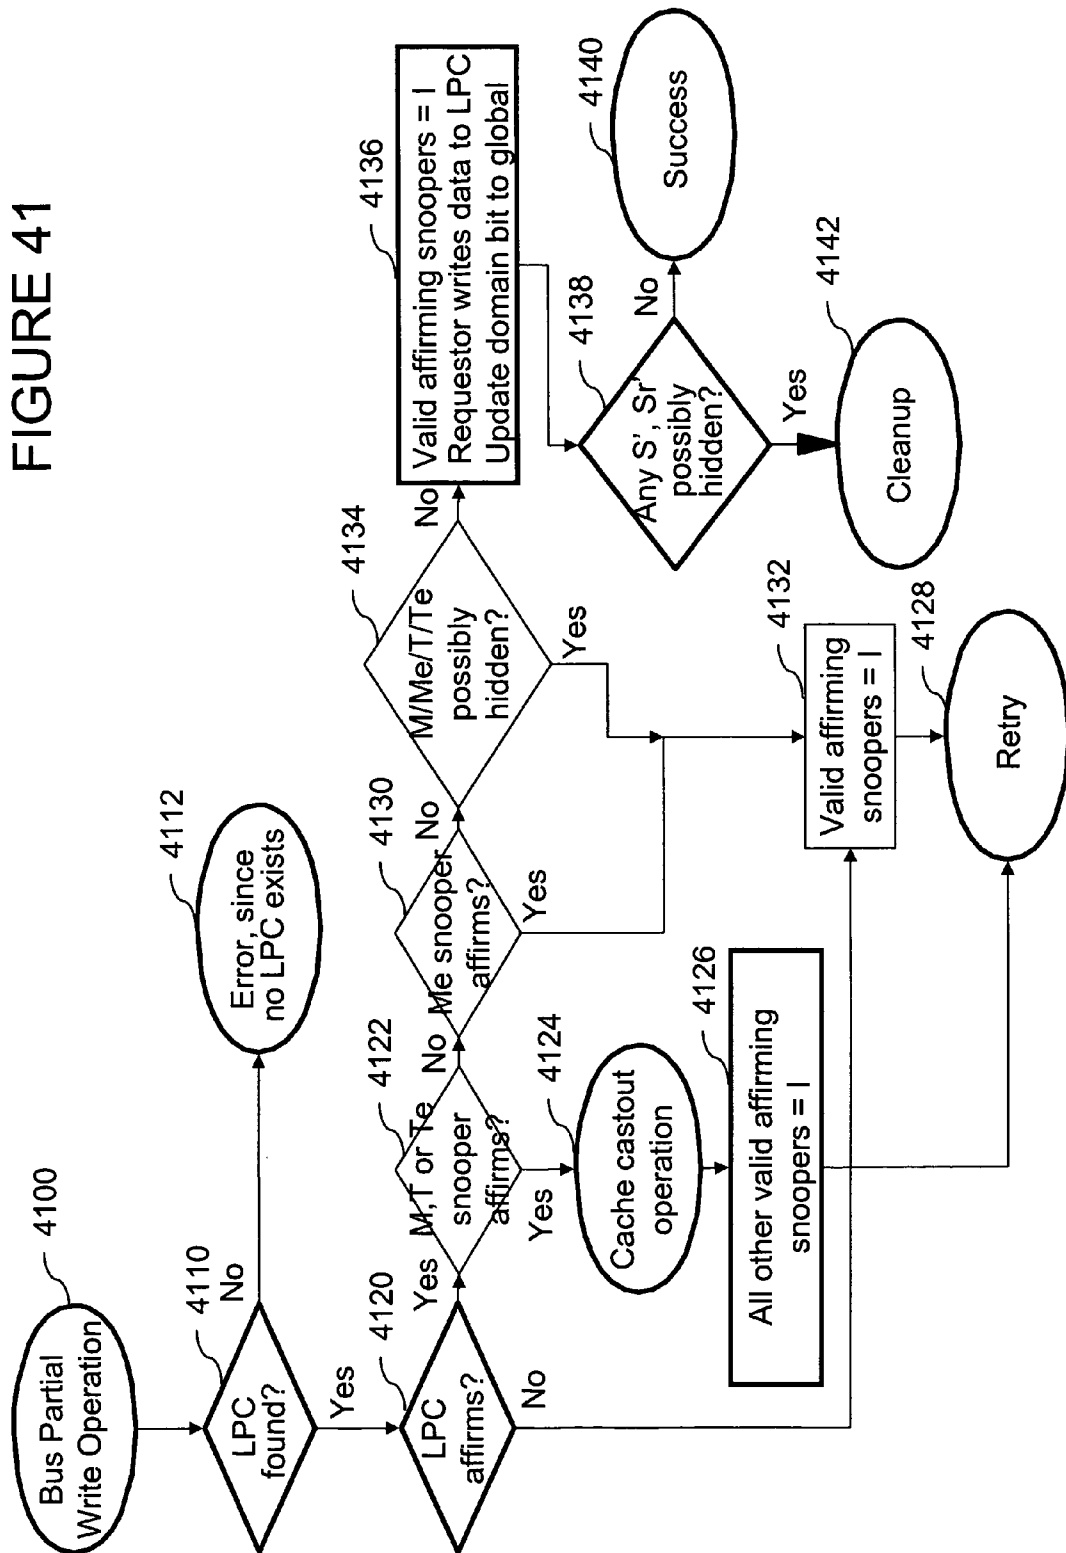 FIGURE 41
Bus Partial
Write Operation
4100
LPC
found?
4110
No
Yes
Error, since
no LPC exists
4112
LPC
affirms?
4120
Yes
No
M,T or Te
snooper
affirms?
4122
No
Yes
Cache castout
operation
4124
All other valid affirming
snoopers = I
4126
Me snooper
affirms?
4130
No
Yes
M/Me/T/Te
possibly
hidden?
4134
No
Yes
Valid affirming
snoopers = I
4132
Retry
4128
Valid affirming snoopers = I
Requestor writes data to LPC
Update domain bit to global
4136
Any S', Sr'
possibly
hidden?
4138
No
Yes
Success
4140
Cleanup
4142